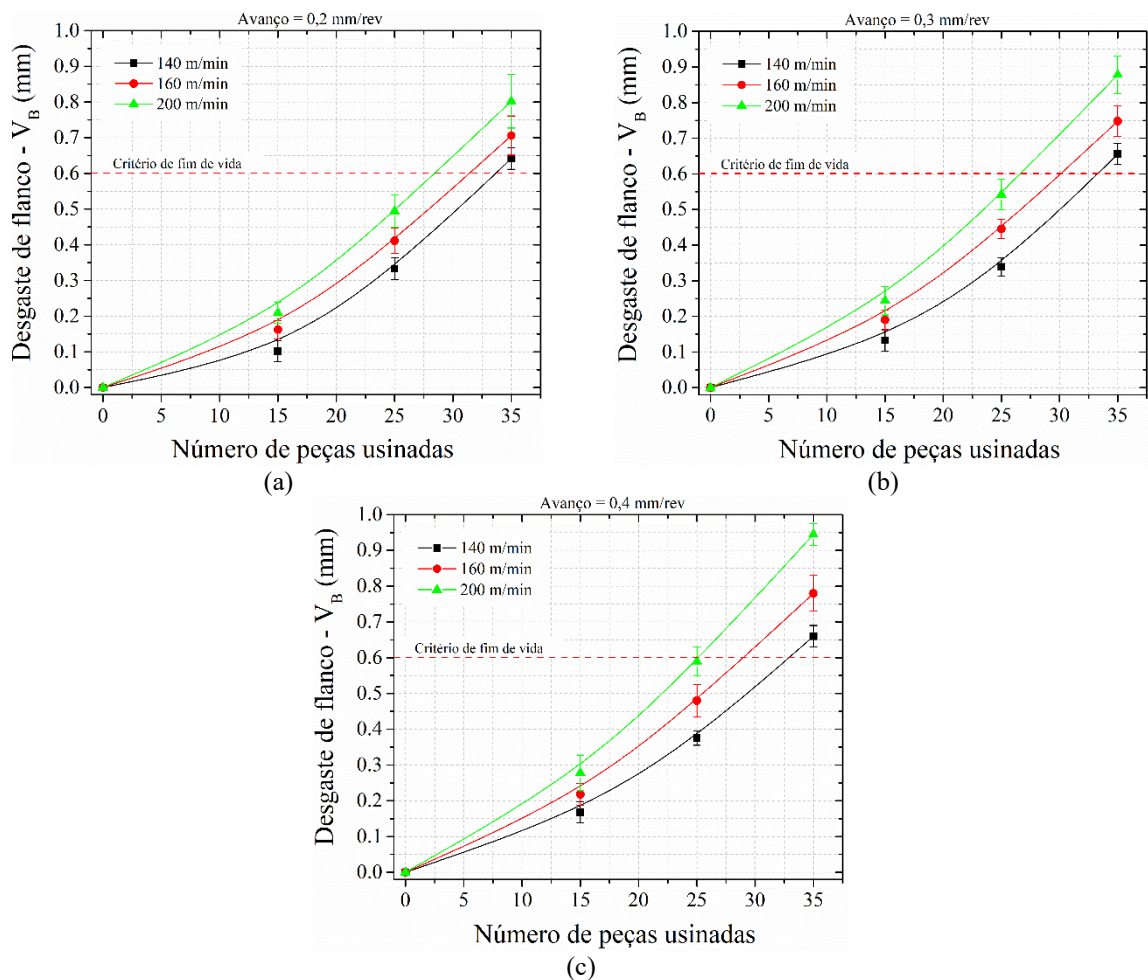 Avanço = 0,2 mm/rev
Desgaste de flanco - V_B (mm)
1.0
0.9
0.8
0.7
0.6
0.5
0.4
0.3
0.2
0.1
0.0
140 m/min
160 m/min
200 m/min
Critério de fim de vida
0 5 10 15 20 25 30 35
Número de peças usinadas
(a)
Avanço = 0,3 mm/rev
Desgaste de flanco - V_B (mm)
1.0
0.9
0.8
0.7
0.6
0.5
0.4
0.3
0.2
0.1
0.0
140 m/min
160 m/min
200 m/min
Critério de fim de vida
0 5 10 15 20 25 30 35
Número de peças usinadas
(b)
Avanço = 0,4 mm/rev
Desgaste de flanco - V_B (mm)
1.0
0.9
0.8
0.7
0.6
0.5
0.4
0.3
0.2
0.1
0.0
140 m/min
160 m/min
200 m/min
Critério de fim de vida
0 5 10 15 20 25 30 35
Número de peças usinadas
(c)